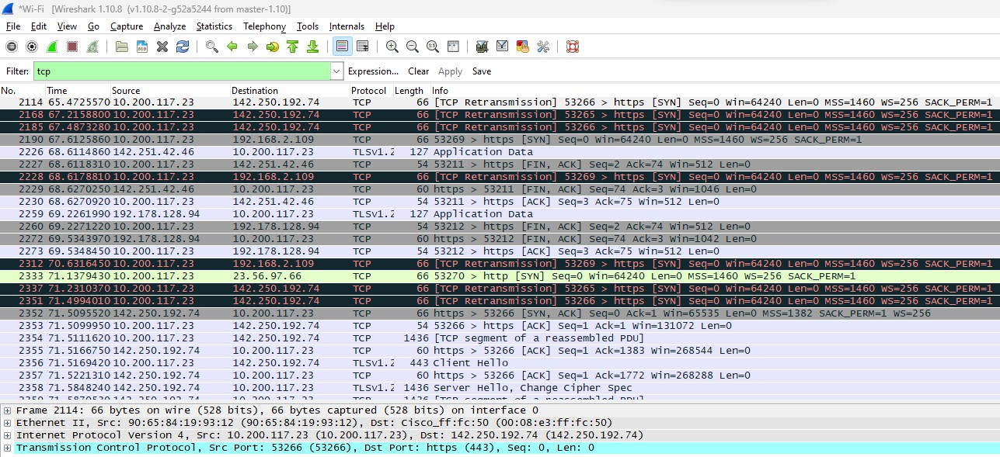 *Wi-Fi [Wireshark 1.10.8 (v1.10.8-2-g52a5244 from master-1.10)]
File Edit View Go Capture Analyze Statistics Telephony Tools Internals Help
Filter: tcp Expression... Clear Apply Save
No. Time Source Destination Protocol Length Info
2114 65.4725570 10.200.117.23 142.250.192.74 TCP 66 [TCP Retransmission] 53266 > https [SYN] Seq=0 Win=64240 Len=0 MSS=1460 WS=256 SACK_PERM=1
2168 67.2158800 10.200.117.23 142.250.192.74 TCP 66 [TCP Retransmission] 53265 > https [SYN] Seq=0 Win=64240 Len=0 MSS=1460 WS=256 SACK_PERM=1
2185 67.4873280 10.200.117.23 142.250.192.74 TCP 66 [TCP Retransmission] 53266 > https [SYN] Seq=0 Win=64240 Len=0 MSS=1460 WS=256 SACK_PERM=1
2190 67.6125860 10.200.117.23 192.168.2.109 TCP 66 53269 > https [SYN] Seq=0 Win=64240 Len=0 MSS=1460 WS=256 SACK_PERM=1
2226 68.6114860 142.251.42.46 10.200.117.23 TLSv1.2 127 Application Data
2227 68.6118310 10.200.117.23 142.251.42.46 TCP 54 53211 > https [FIN, ACK] Seq=2 Ack=74 Win=512 Len=0
2228 68.6178810 10.200.117.23 192.168.2.109 TCP 66 [TCP Retransmission] 53269 > https [SYN] Seq=0 Win=64240 Len=0 MSS=1460 WS=256 SACK_PERM=1
2229 68.6270250 142.251.42.46 10.200.117.23 TCP 60 https > 53211 [FIN, ACK] Seq=74 Ack=3 Win=1046 Len=0
2230 68.6270920 10.200.117.23 142.251.42.46 TCP 54 53211 > https [ACK] Seq=3 Ack=75 Win=512 Len=0
2259 69.2261990 192.178.128.94 10.200.117.23 TLSv1.2 127 Application Data
2260 69.2271220 10.200.117.23 192.178.128.94 TCP 54 53212 > https [FIN, ACK] Seq=2 Ack=74 Win=512 Len=0
2272 69.5343970 192.178.128.94 10.200.117.23 TCP 60 https > 53212 [FIN, ACK] Seq=74 Ack=3 Win=1042 Len=0
2273 69.5348450 10.200.117.23 192.178.128.94 TCP 54 53212 > https [ACK] Seq=3 Ack=75 Win=512 Len=0
2312 70.6316450 10.200.117.23 192.168.2.109 TCP 66 [TCP Retransmission] 53269 > https [SYN] Seq=0 Win=64240 Len=0 MSS=1460 WS=256 SACK_PERM=1
2333 71.1379430 10.200.117.23 23.56.97.66 TCP 66 53270 > http [SYN] Seq=0 Win=64240 Len=0 MSS=1460 WS=256 SACK_PERM=1
2337 71.2310370 10.200.117.23 142.250.192.74 TCP 66 [TCP Retransmission] 53265 > https [SYN] Seq=0 Win=64240 Len=0 MSS=1460 WS=256 SACK_PERM=1
2351 71.4994010 10.200.117.23 142.250.192.74 TCP 66 [TCP Retransmission] 53266 > https [SYN] Seq=0 Win=64240 Len=0 MSS=1460 WS=256 SACK_PERM=1
2352 71.5095520 142.250.192.74 10.200.117.23 TCP 66 https > 53266 [SYN, ACK] Seq=0 Ack=1 Win=65535 Len=0 MSS=1382 SACK_PERM=1 WS=256
2353 71.5099950 10.200.117.23 142.250.192.74 TCP 54 53266 > https [ACK] Seq=1 Ack=1 Win=131072 Len=0
2354 71.5111620 10.200.117.23 142.250.192.74 TCP 1436 [TCP segment of a reassembled PDU]
2355 71.5166750 142.250.192.74 10.200.117.23 TCP 60 https > 53266 [ACK] Seq=1 Ack=1383 Win=268544 Len=0
2356 71.5169420 10.200.117.23 142.250.192.74 TLSv1.2 443 Client Hello
2357 71.5221310 142.250.192.74 10.200.117.23 TCP 60 https > 53266 [ACK] Seq=1 Ack=1772 Win=268288 Len=0
2358 71.5848240 142.250.192.74 10.200.117.23 TLSv1.2 1436 Server Hello, Change Cipher Spec
Frame 2114: 66 bytes on wire (528 bits), 66 bytes captured (528 bits) on interface 0
Ethernet II, Src: 90:65:84:19:93:12 (90:65:84:19:93:12), Dst: Cisco_ff:fc:50 (00:08:e3:ff:fc:50)
Internet Protocol Version 4, Src: 10.200.117.23 (10.200.117.23), Dst: 142.250.192.74 (142.250.192.74)
Transmission Control Protocol, Src Port: 53266 (53266), Dst Port: https (443), Seq: 0, Len: 0